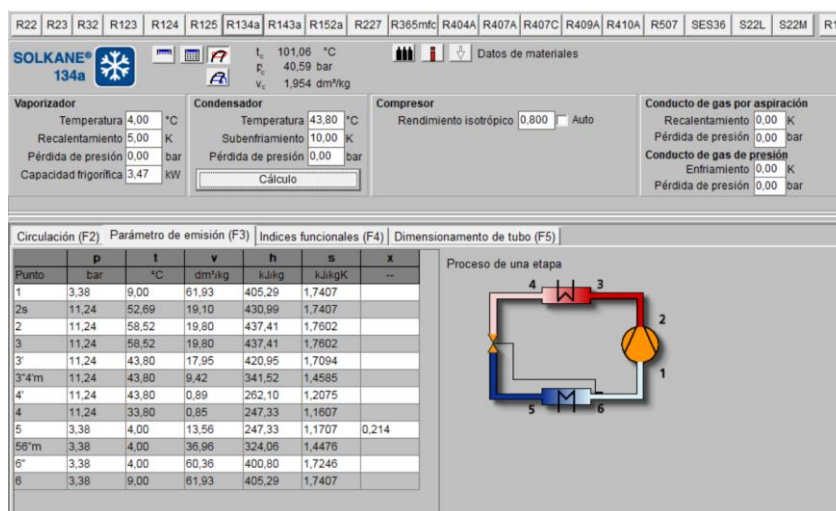 R22 R23 R32 R123 R124 R125 R134a R143a R152a R227 R365mfc R404A R407A R407C R409A R410A R507 SES36 S22L S22M
SOLKANE®
134a
tc 101,06 °C
pc 40,59 bar
vc 1,954 dm³/kg
Datos de materiales
Vaporizador
Temperatura 4,00 °C
Recalentamiento 5,00 K
Pérdida de presión 0,00 bar
Capacidad frigorífica 3,47 kW
Condensador
Temperatura 43,80 °C
Subenfriamiento 10,00 K
Pérdida de presión 0,00 bar
Cálculo
Compresor
Rendimiento isotrópico 0,800 Auto
Conducto de gas por aspiración
Recalentamiento 0,00 K
Pérdida de presión 0,00 bar
Conducto de gas de presión
Enfriamiento 0,00 K
Pérdida de presión 0,00 bar
Circulación (F2) Parámetro de emisión (F3) Indices funcionales (F4) Dimensionamento de tubo (F5)
p t v h s x
Punto bar °C dm³/kg kJ/kg kJ/kgK --
1 3,38 9,00 61,93 405,29 1,7407
2s 11,24 52,69 19,10 430,99 1,7407
2 11,24 58,52 19,80 437,41 1,7602
3 11,24 58,52 19,80 437,41 1,7602
3' 11,24 43,80 17,95 420,95 1,7094
3"4'm 11,24 43,80 9,42 341,52 1,4585
4' 11,24 43,80 0,89 262,10 1,2075
4 11,24 33,80 0,85 247,33 1,1607
5 3,38 4,00 13,56 247,33 1,1707 0,214
56"m 3,38 4,00 36,96 324,06 1,4476
6" 3,38 4,00 60,36 400,80 1,7246
6 3,38 9,00 61,93 405,29 1,7407
Proceso de una etapa
4 3
2
1
5 6